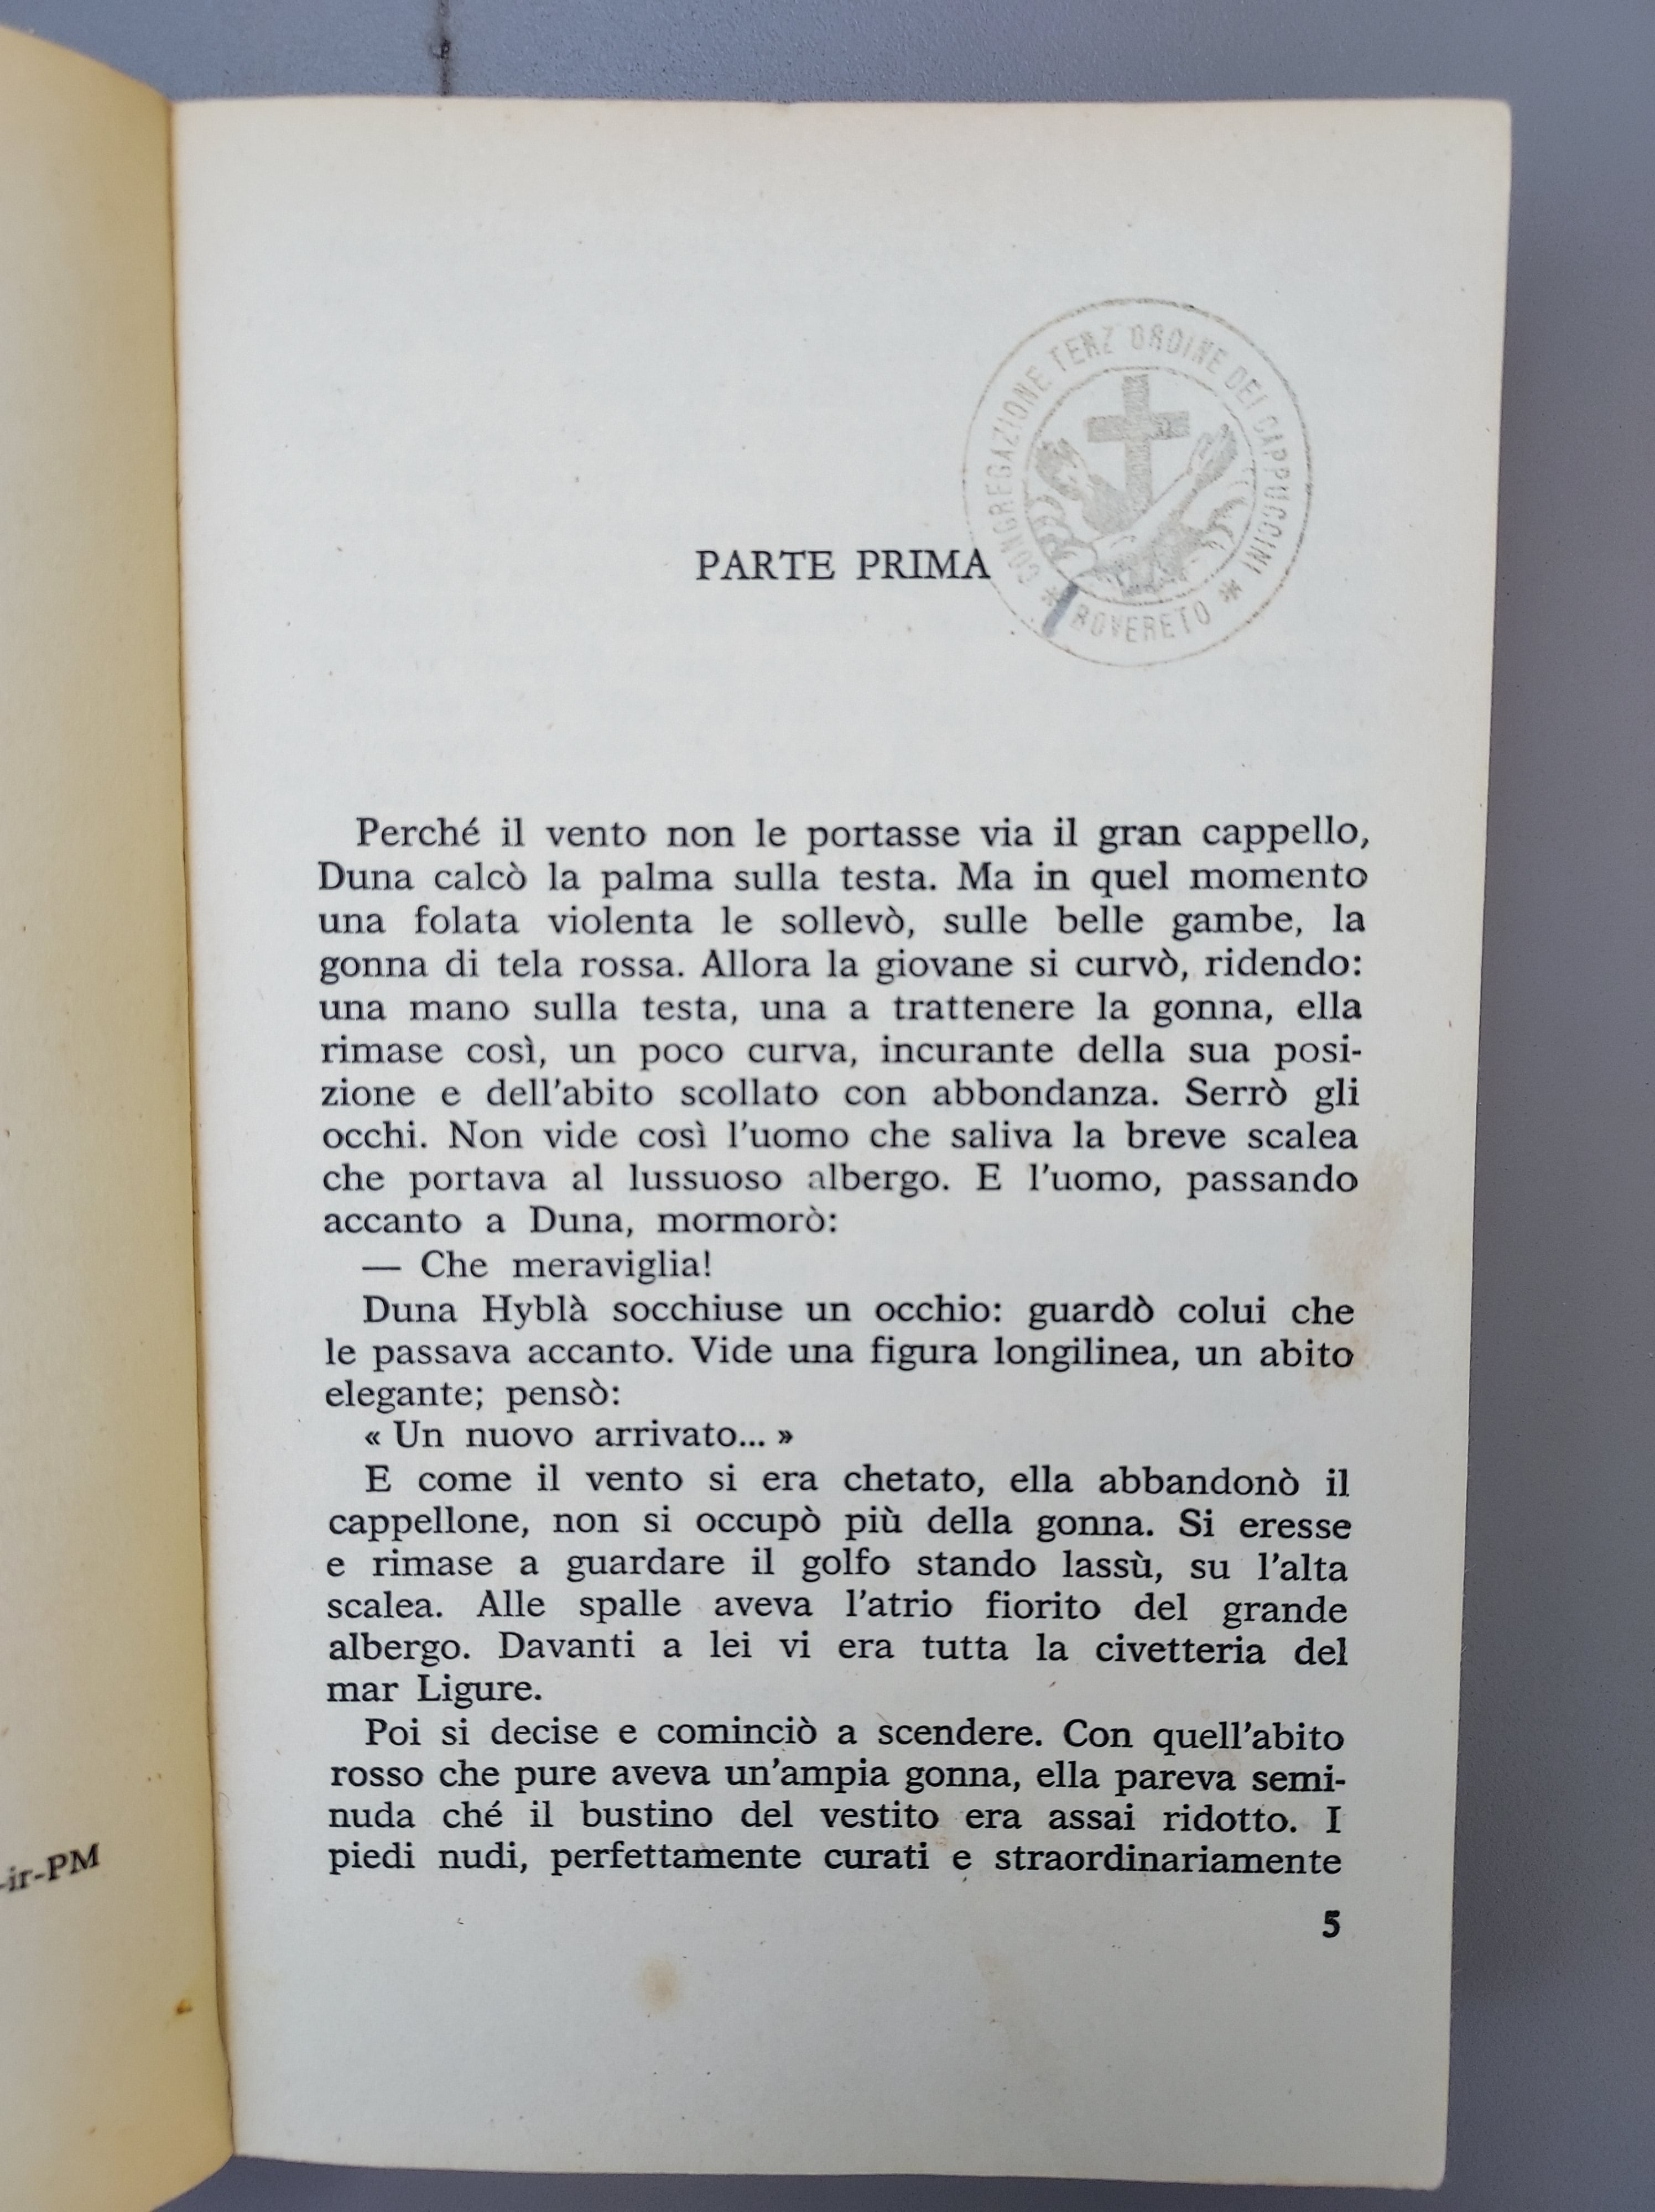 CONGREGAZIONE TERZ ORDINE DEI CAPPUCCINI
* ROVERETO *
PARTE PRIMA
Perché il vento non le portasse via il gran cappello,
Duna calcò la palma sulla testa. Ma in quel momento
una folata violenta le sollevò, sulle belle gambe, la
gonna di tela rossa. Allora la giovane si curvò, ridendo:
una mano sulla testa, una a trattenere la gonna, ella
rimase così, un poco curva, incurante della sua posi-
zione e dell'abito scollato con abbondanza. Serrò gli
occhi. Non vide così l'uomo che saliva la breve scalea
che portava al lussuoso albergo. E l'uomo, passando
accanto a Duna, mormorò:
— Che meraviglia!
Duna Hyblà socchiuse un occhio: guardò colui che
le passava accanto. Vide una figura longilinea, un abito
elegante; pensò:
« Un nuovo arrivato... »
E come il vento si era chetato, ella abbandonò il
cappellone, non si occupò più della gonna. Si eresse
e rimase a guardare il golfo stando lassù, su l'alta
scalea. Alle spalle aveva l'atrio fiorito del grande
albergo. Davanti a lei vi era tutta la civetteria del
mar Ligure.
Poi si decise e cominciò a scendere. Con quell'abito
rosso che pure aveva un'ampia gonna, ella pareva semi-
nuda ché il bustino del vestito era assai ridotto. I
piedi nudi, perfettamente curati e straordinariamente
5
-ir-PM